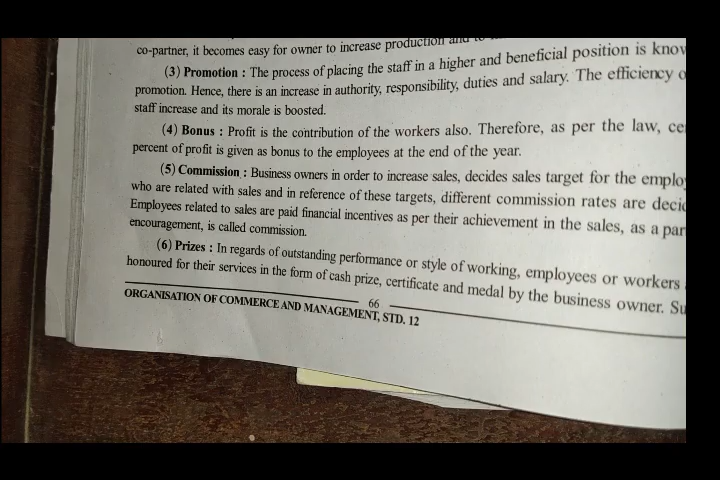 co-partner, it becomes easy for owner to increase production and to
(3) Promotion : The process of placing the staff in a higher and beneficial position is
promotion. Hence, there is an increase in authority, responsibility, duties and salary. The efficiency
staff increase and its morale is boosted.
(4) Bonus : Profit is the contribution of the workers also. Therefore, as per the law,
percent of profit is given as bonus to the employees at the end of the year.
(5) Commission : Business owners in order to increase sales, decides sales target for the
who are related with sales and in reference of these targets, different commission rates are
Employees related to sales are paid financial incentives as per their achievement in the sales, as a
encouragement, is called commission.
(6) Prizes : In regards of outstanding performance or style of working, employees or workers
honoured for their services in the form of cash prize, certificate and medal by the business owner.
66
ORGANISATION OF COMMERCE AND MANAGEMENT, STD. 12